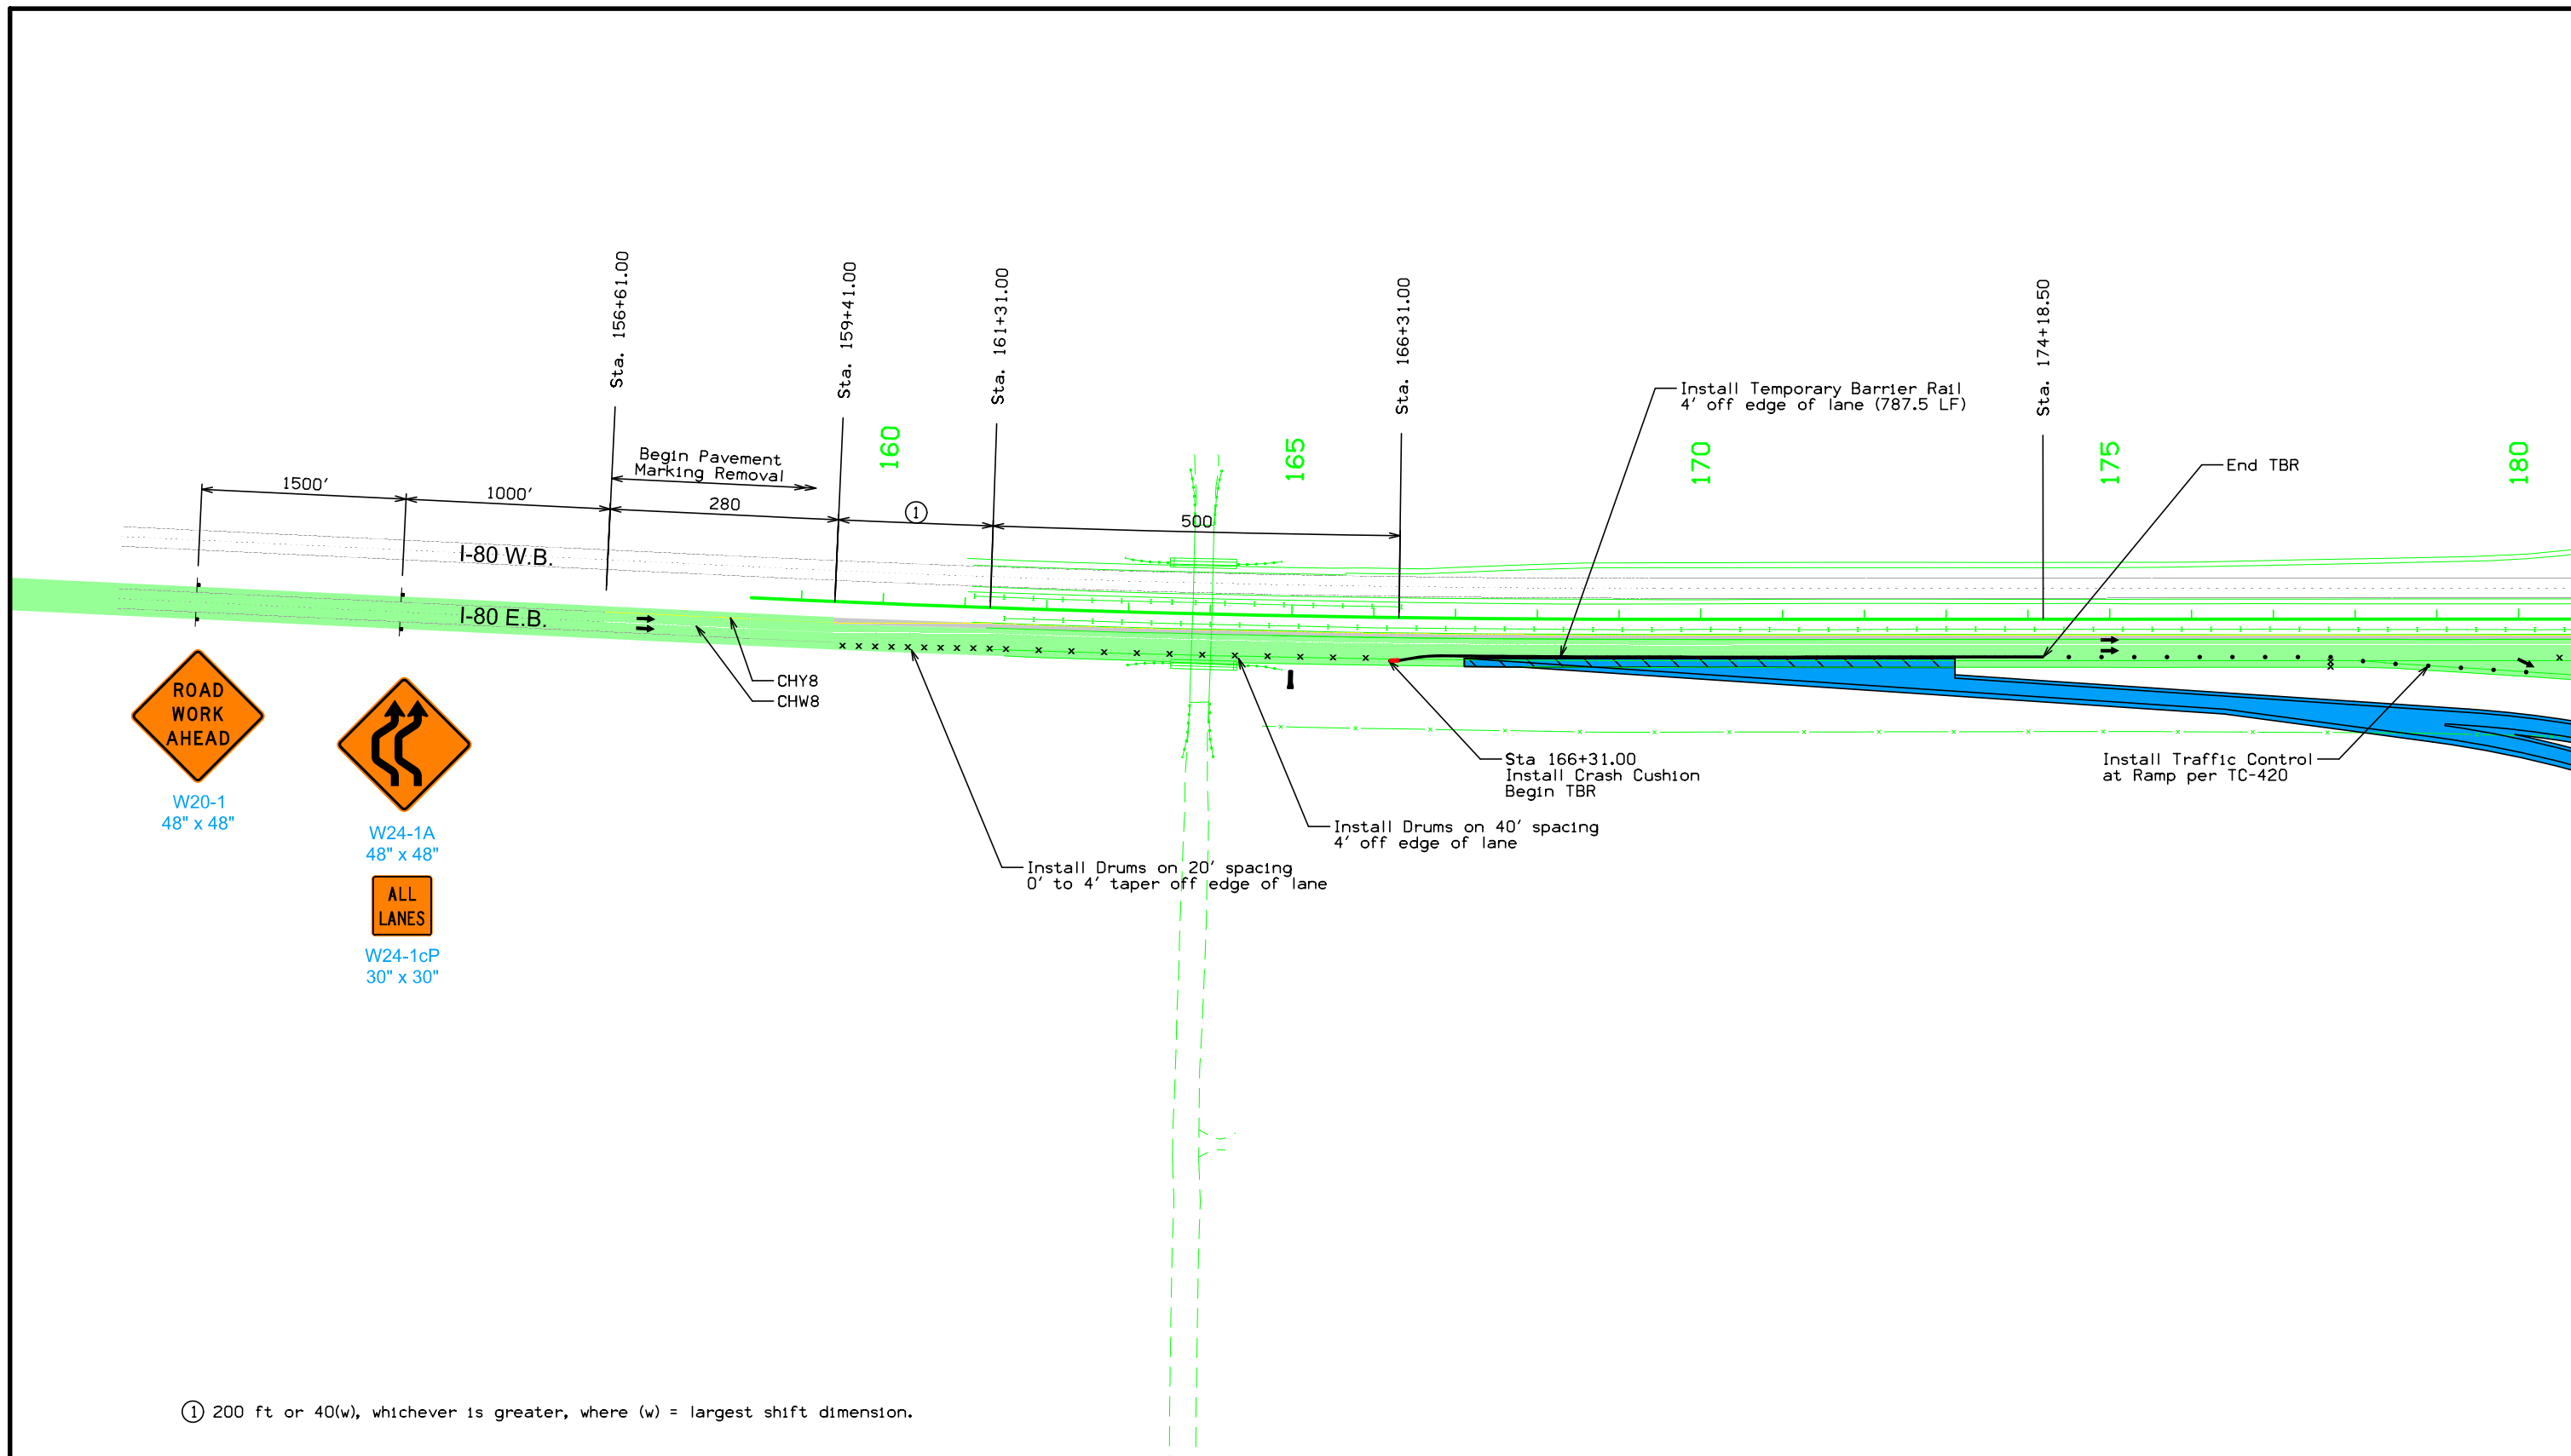 Sta. 156+61.00
Sta. 159+41.00
Sta. 161+31.00
Sta. 166+31.00
Sta. 174+18.50
Install Temporary Barrier Rail
4' off edge of lane (787.5 LF)
160
165
170
175
180
Begin Pavement
Marking Removal
End TBR
1500'
1000'
280
1
500
I-80 W.B.
I-80 E.B.
CHY8
CHW8
ROAD
WORK
AHEAD
W20-1
48" x 48"
W24-1A
48" x 48"
ALL
LANES
W24-1cP
30" x 30"
Sta 166+31.00
Install Crash Cushion
Begin TBR
Install Traffic Control
at Ramp per TC-420
Install Drums on 40' spacing
4' off edge of lane
Install Drums on 20' spacing
0' to 4' taper off edge of lane
1 200 ft or 40(w), whichever is greater, where (w) = largest shift dimension.